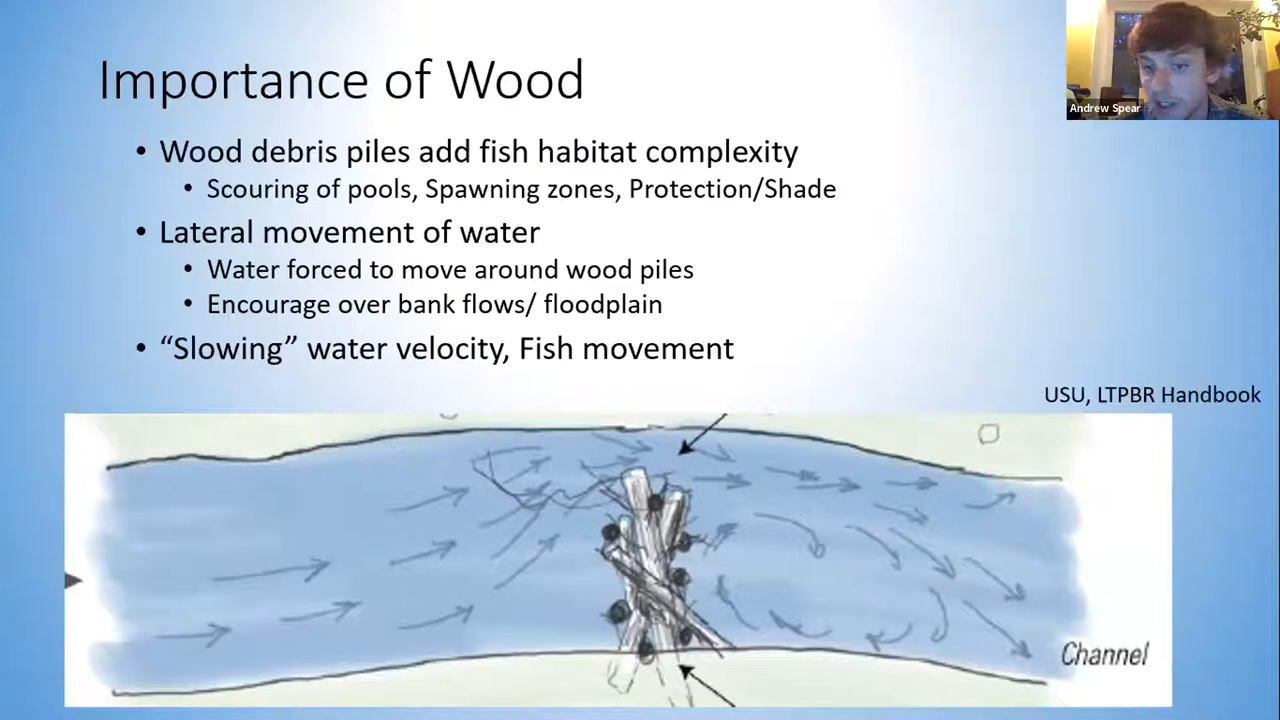 Importance of Wood
Andrew Spear
• Wood debris piles add fish habitat complexity
• Scouring of pools, Spawning zones, Protection/Shade
• Lateral movement of water
• Water forced to move around wood piles
• Encourage over bank flows/ floodplain
• “Slowing” water velocity, Fish movement
USU, LTPBR Handbook
Channel